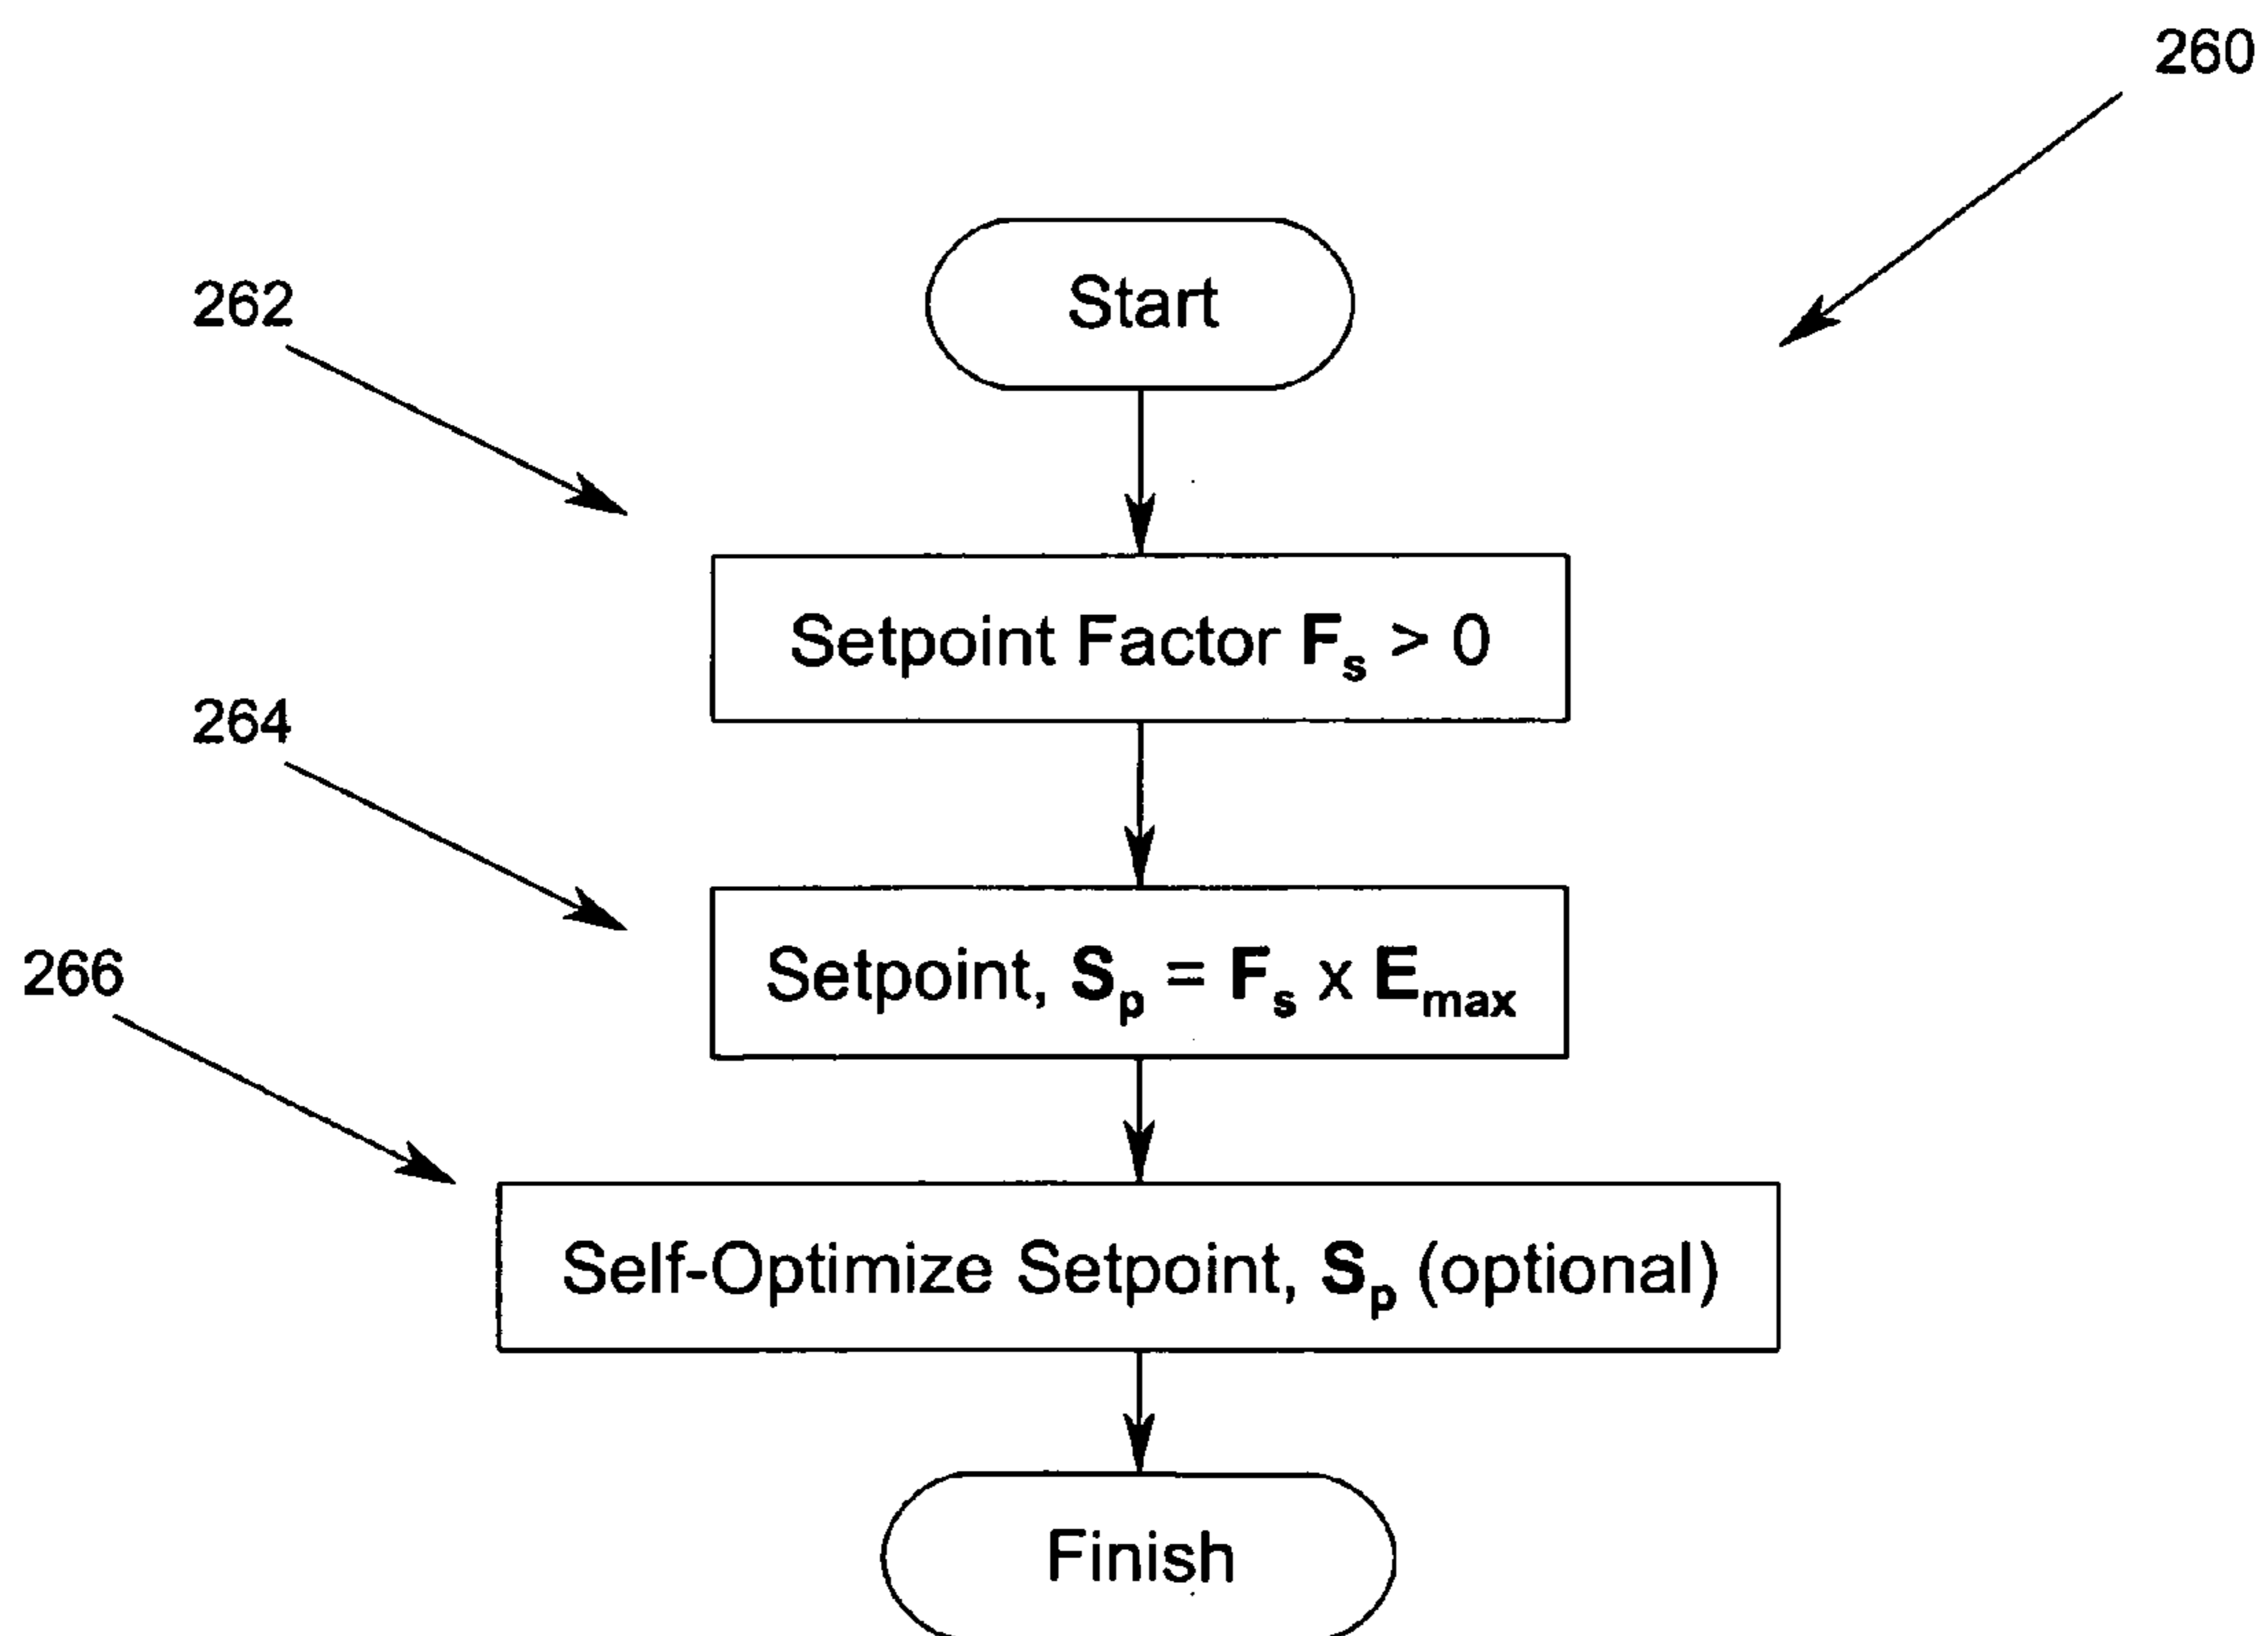 260
Start
262
Setpoint Factor Fs > 0
264
Setpoint, Sp = Fs x Emax
266
Self-Optimize Setpoint, Sp (optional)
Finish